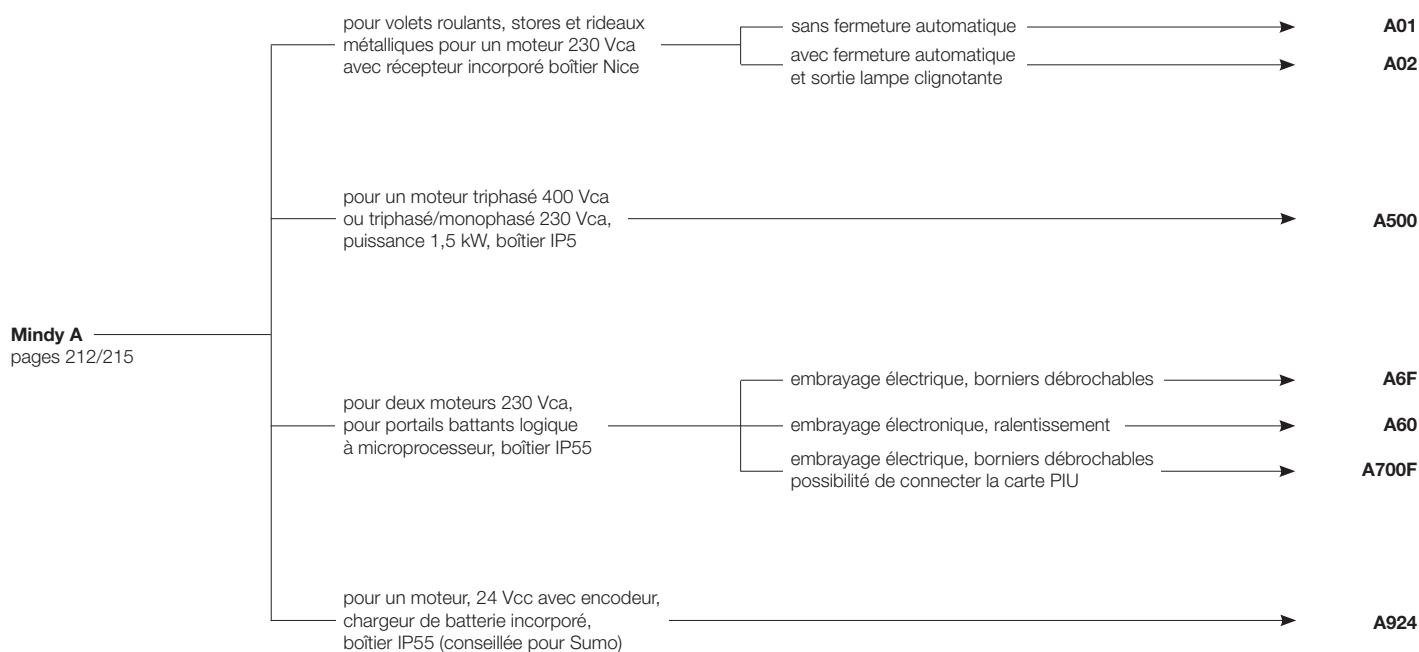 pour volets roulants, stores et rideaux
métalliques pour un moteur 230 Vca
avec récepteur incorporé boîtier Nice
sans fermeture automatique
A01
avec fermeture automatique
et sortie lampe clignotante
A02
pour un moteur triphasé 400 Vca
ou triphasé/monophasé 230 Vca,
puissance 1,5 kW, boîtier IP5
A500
Mindy A
pages 212/215
pour deux moteurs 230 Vca,
pour portails battants logique
à microprocesseur, boîtier IP55
embrayage électrique, borniers débrochables
A6F
embrayage électronique, ralentissement
A60
embrayage électrique, borniers débrochables
possibilité de connecter la carte PIU
A700F
pour un moteur, 24 Vcc avec encodeur,
chargeur de batterie incorporé,
boîtier IP55 (conseillée pour Sumo)
A924